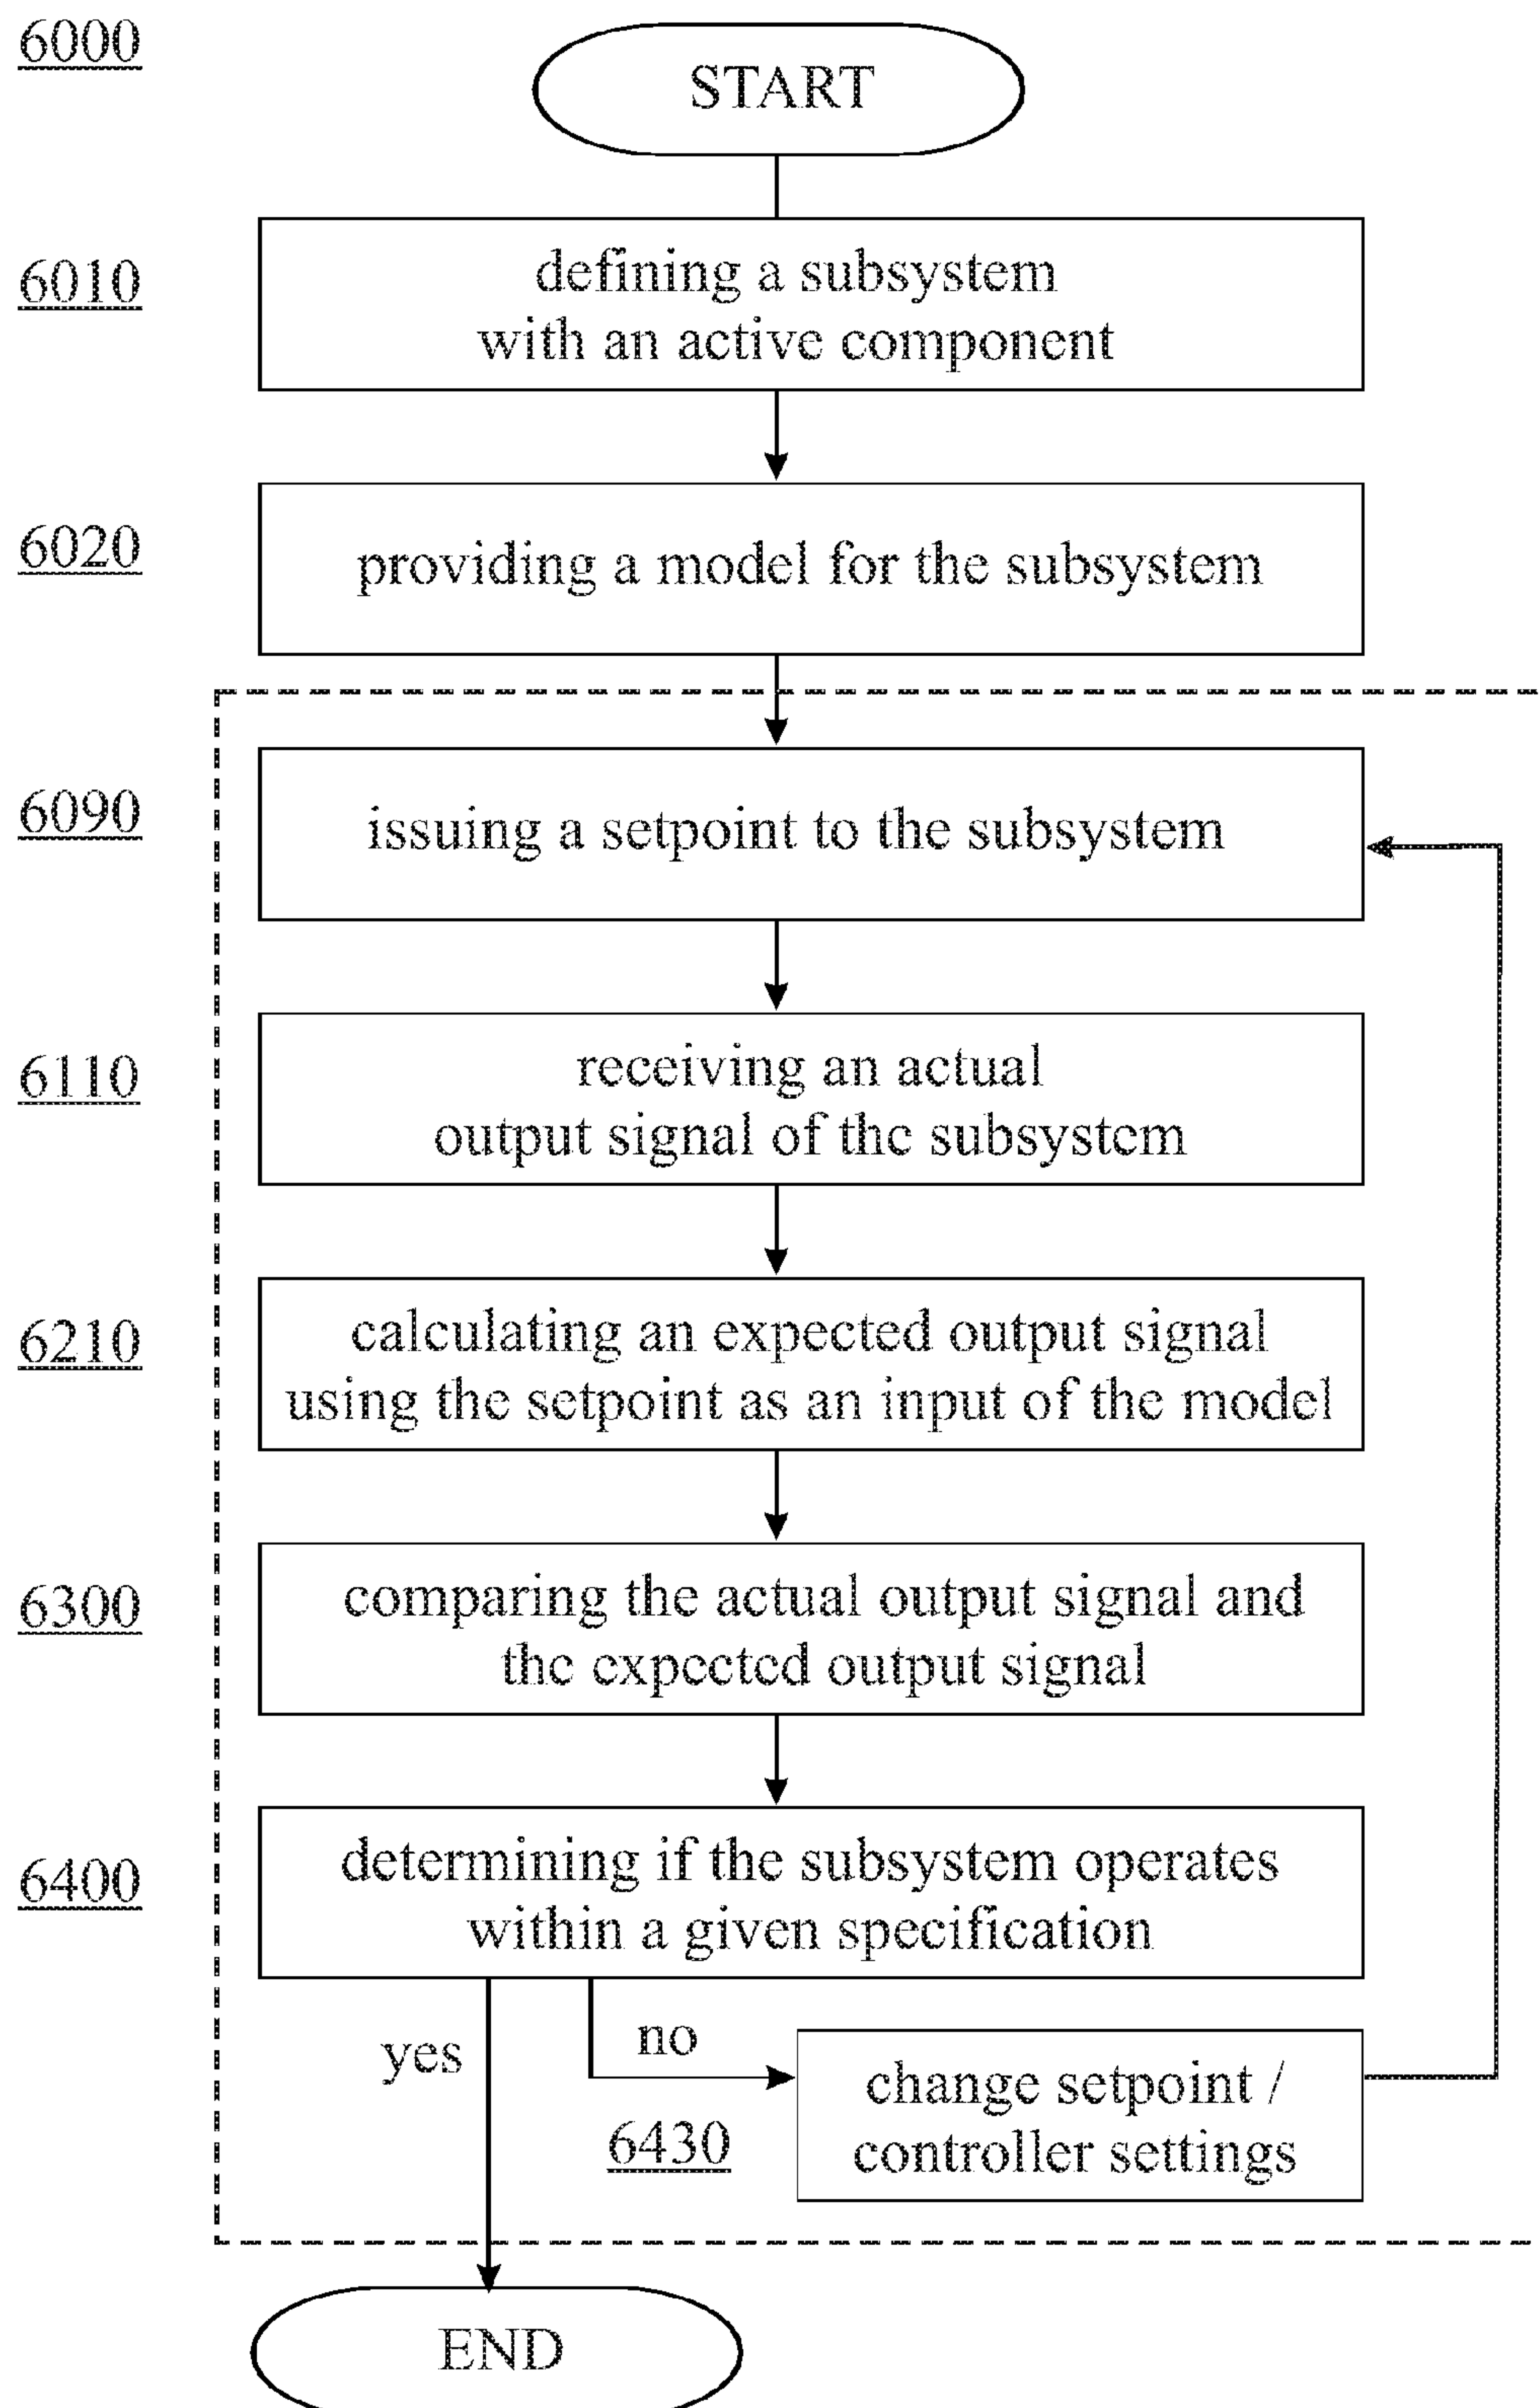 6000
START
6010
defining a subsystem
with an active component
6020
providing a model for the subsystem
6090
issuing a setpoint to the subsystem
6110
receiving an actual
output signal of the subsystem
6210
calculating an expected output signal
using the setpoint as an input of the model
6300
comparing the actual output signal and
the expected output signal
6400
determining if the subsystem operates
within a given specification
yes
no
6430
change setpoint /
controller settings
END